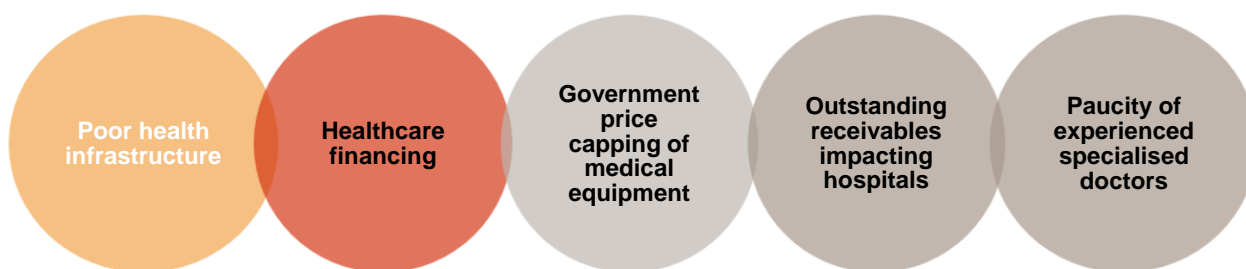 Poor health
infrastructure
Healthcare
financing
Government
price
capping of
medical
equipment
Outstanding
receivables
impacting
hospitals
Paucity of
experienced
specialised
doctors